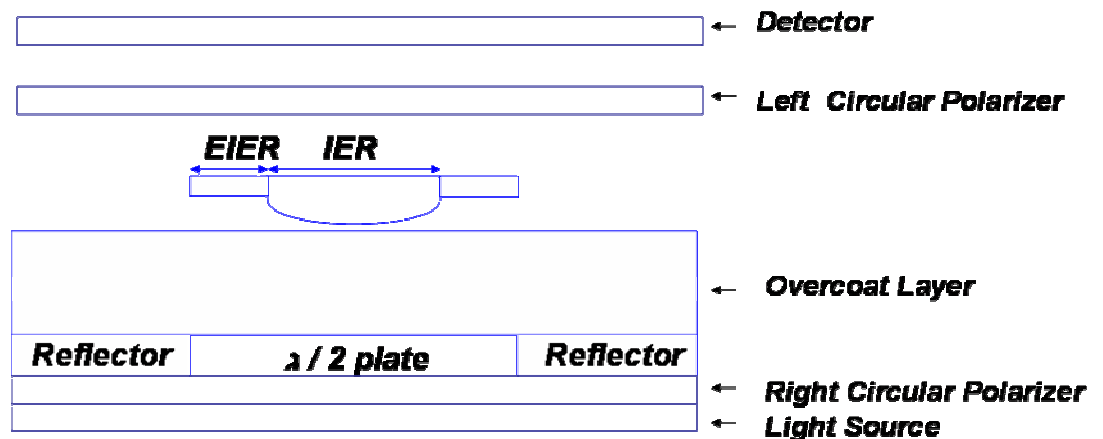 Detector
Left Circular Polarizer
EIER IER
Overcoat Layer
Reflector λ / 2 plate Reflector
Right Circular Polarizer
Light Source